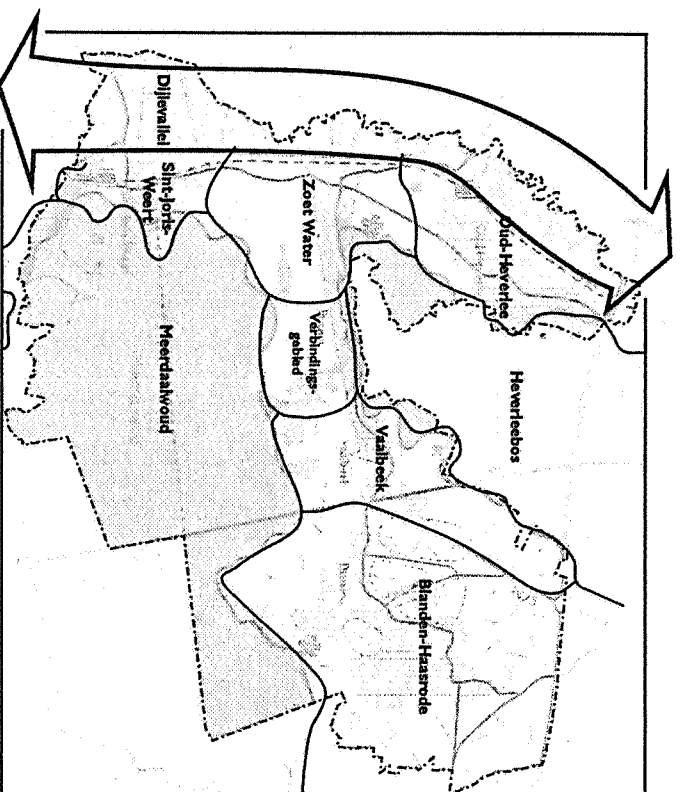 Heverleebos
Oud-Heverlee
Blanden-Haasrode
Vaalbeek
Zoet Water
Verbindings-
gebied
Dijlevallei
Sint-Joris-
Weert
Meerdaalwoud